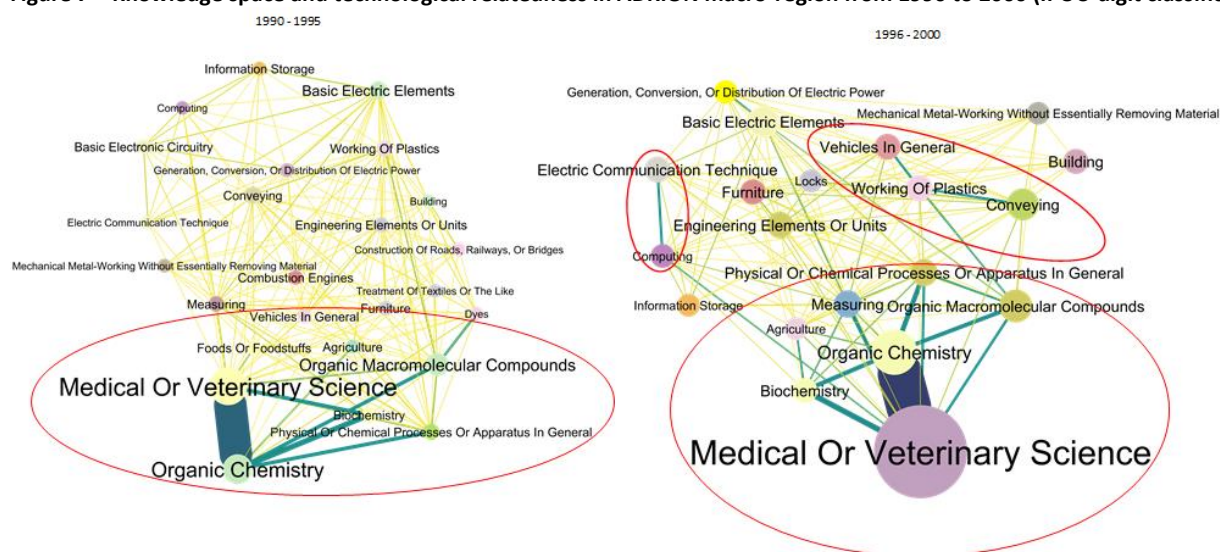 Knowledge space and technological relatedness in ADRION macro-region from 1990 to 2000
1990 - 1995
Information Storage
Basic Electric Elements
Computing
Basic Electronic Circuitry
Working Of Plastics
Generation, Conversion, Or Distribution Of Electric Power
Conveying
Building
Electric Communication Technique
Engineering Elements Or Units
Construction Of Roads, Railways, Or Bridges
Mechanical Metal-Working Without Essentially Removing Material
Combustion Engines
Treatment Of Textiles Or The Like
Measuring
Furniture
Vehicles In General
Dyes
Foods Or Foodstuffs
Agriculture
Organic Macromolecular Compounds
Medical Or Veterinary Science
Biochemistry
Physical Or Chemical Processes Or Apparatus In General
Organic Chemistry
1996 - 2000
Generation, Conversion, Or Distribution Of Electric Power
Mechanical Metal-Working Without Essentially Removing Material
Basic Electric Elements
Vehicles In General
Building
Electric Communication Technique
Locks
Working Of Plastics
Furniture
Conveying
Engineering Elements Or Units
Computing
Physical Or Chemical Processes Or Apparatus In General
Information Storage
Measuring
Organic Macromolecular Compounds
Agriculture
Organic Chemistry
Biochemistry
Medical Or Veterinary Science